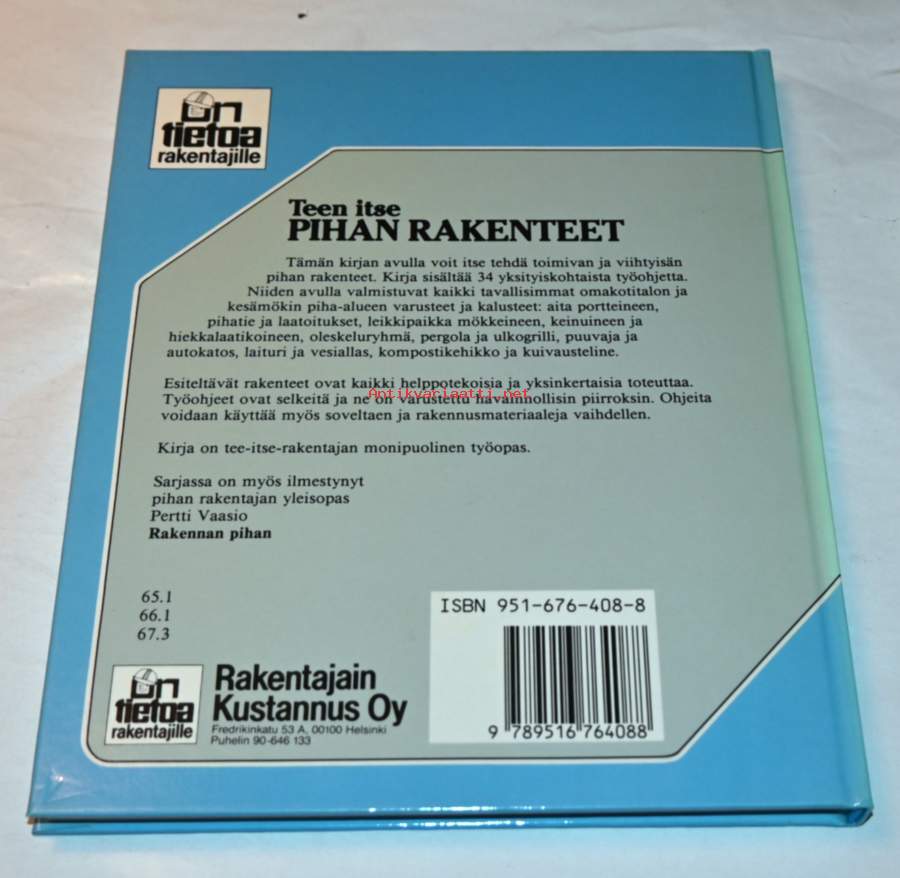 on
tietoa
rakentajille
Teen itse
PIHAN RAKENTEET
Tämän kirjan avulla voit itse tehdä toimivan ja viihtyisän
pihan rakenteet. Kirja sisältää 34 yksityiskohtaista työohjetta.
Niiden avulla valmistuvat kaikki tavallisimmat omakotitalon ja
kesämökin piha-alueen varusteet ja kalusteet: aita portteineen,
pihatie ja laatoitukset, leikkipaikka mökkeineen, keinuineen ja
hiekkalaatikoineen, oleskeluryhmä, pergola ja ulkogrilli, puuvaja ja
autokatos, laituri ja vesiallas, kompostikehikko ja kuivausteline.
Esiteltävät rakenteet ovat kaikki helppotekoisia ja yksinkertaisia toteuttaa.
Antikvariaatti.net
Työohjeet ovat selkeitä ja ne on varustettu havainnollisin piirroksin. Ohjeita
voidaan käyttää myös soveltaen ja rakennusmateriaaleja vaihdellen.
Kirja on tee-itse-rakentajan monipuolinen työopas.
Sarjassa on myös ilmestynyt
pihan rakentajan yleisopas
Pertti Vaasio
Rakennan pihan
65.1
66.1
67.3
ISBN 951-676-408-8
9 789516 764088
on
tietoa
rakentajille
Rakentajain
Kustannus Oy
Fredrikinkatu 53 A, 00100 Helsinki
Puhelin 90-646 133